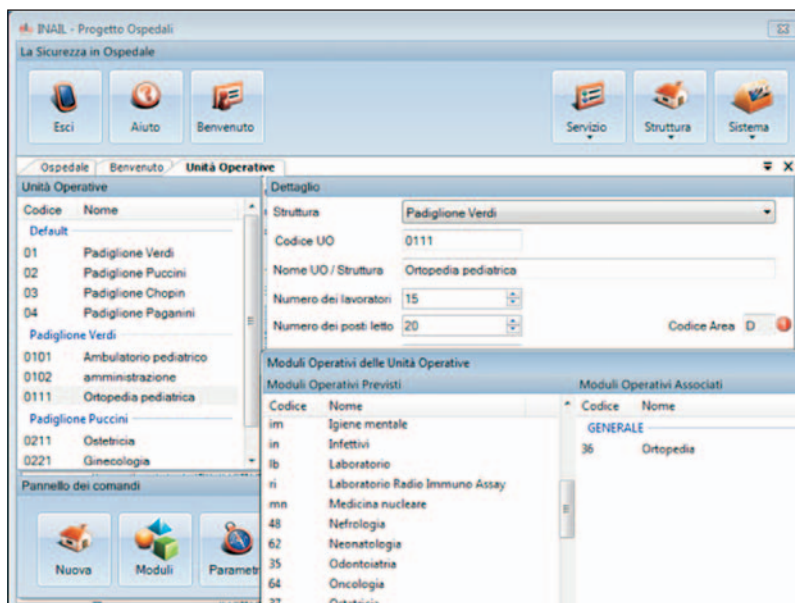 INAIL - Progetto Ospedali
La Sicurezza in Ospedale
Esci
Aiuto
Benvenuto
Servizio
Struttura
Sistema
Ospedale
Benvenuto
Unità Operative
Unità Operative
Codice Nome
Default
01 Padiglione Verdi
02 Padiglione Puccini
03 Padiglione Chopin
04 Padiglione Paganini
Padiglione Verdi
0101 Ambulatorio pediatrico
0102 amministrazione
0111 Ortopedia pediatrica
Padiglione Puccini
0211 Ostetricia
0221 Ginecologia
Pannello dei comandi
Nuova
Moduli
Parametr
Dettaglio
Struttura Padiglione Verdi
Codice UO 0111
Nome UO / Struttura Ortopedia pediatrica
Numero dei lavoratori 15
Numero dei posti letto 20 Codice Area D
Moduli Operativi delle Unità Operative
Moduli Operativi Previsti
Codice Nome
im Igiene mentale
in Infettivi
lb Laboratorio
ri Laboratorio Radio Immuno Assay
mn Medicina nucleare
48 Nefrologia
62 Neonatologia
35 Odontoiatria
64 Oncologia
37 Ostetricia
Moduli Operativi Associati
Codice Nome
GENERALE
36 Ortopedia